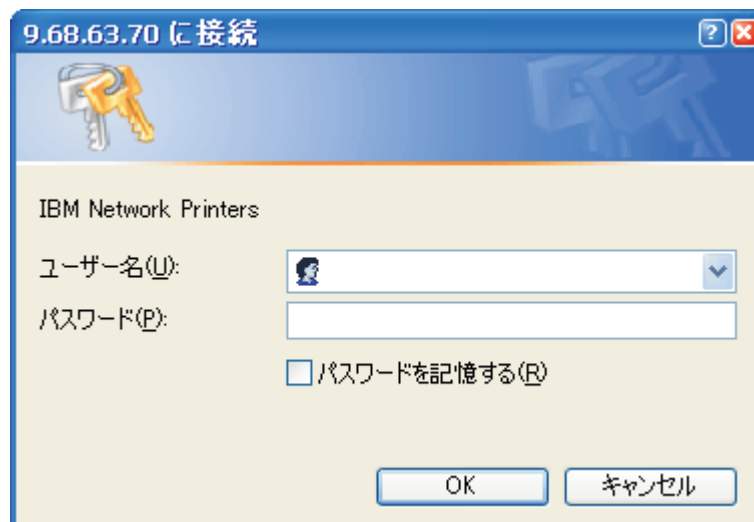 9.68.63.70 に接続
IBM Network Printers
ユーザー名(U):
パスワード(P):
パスワードを記憶する(R)
OK キャンセル